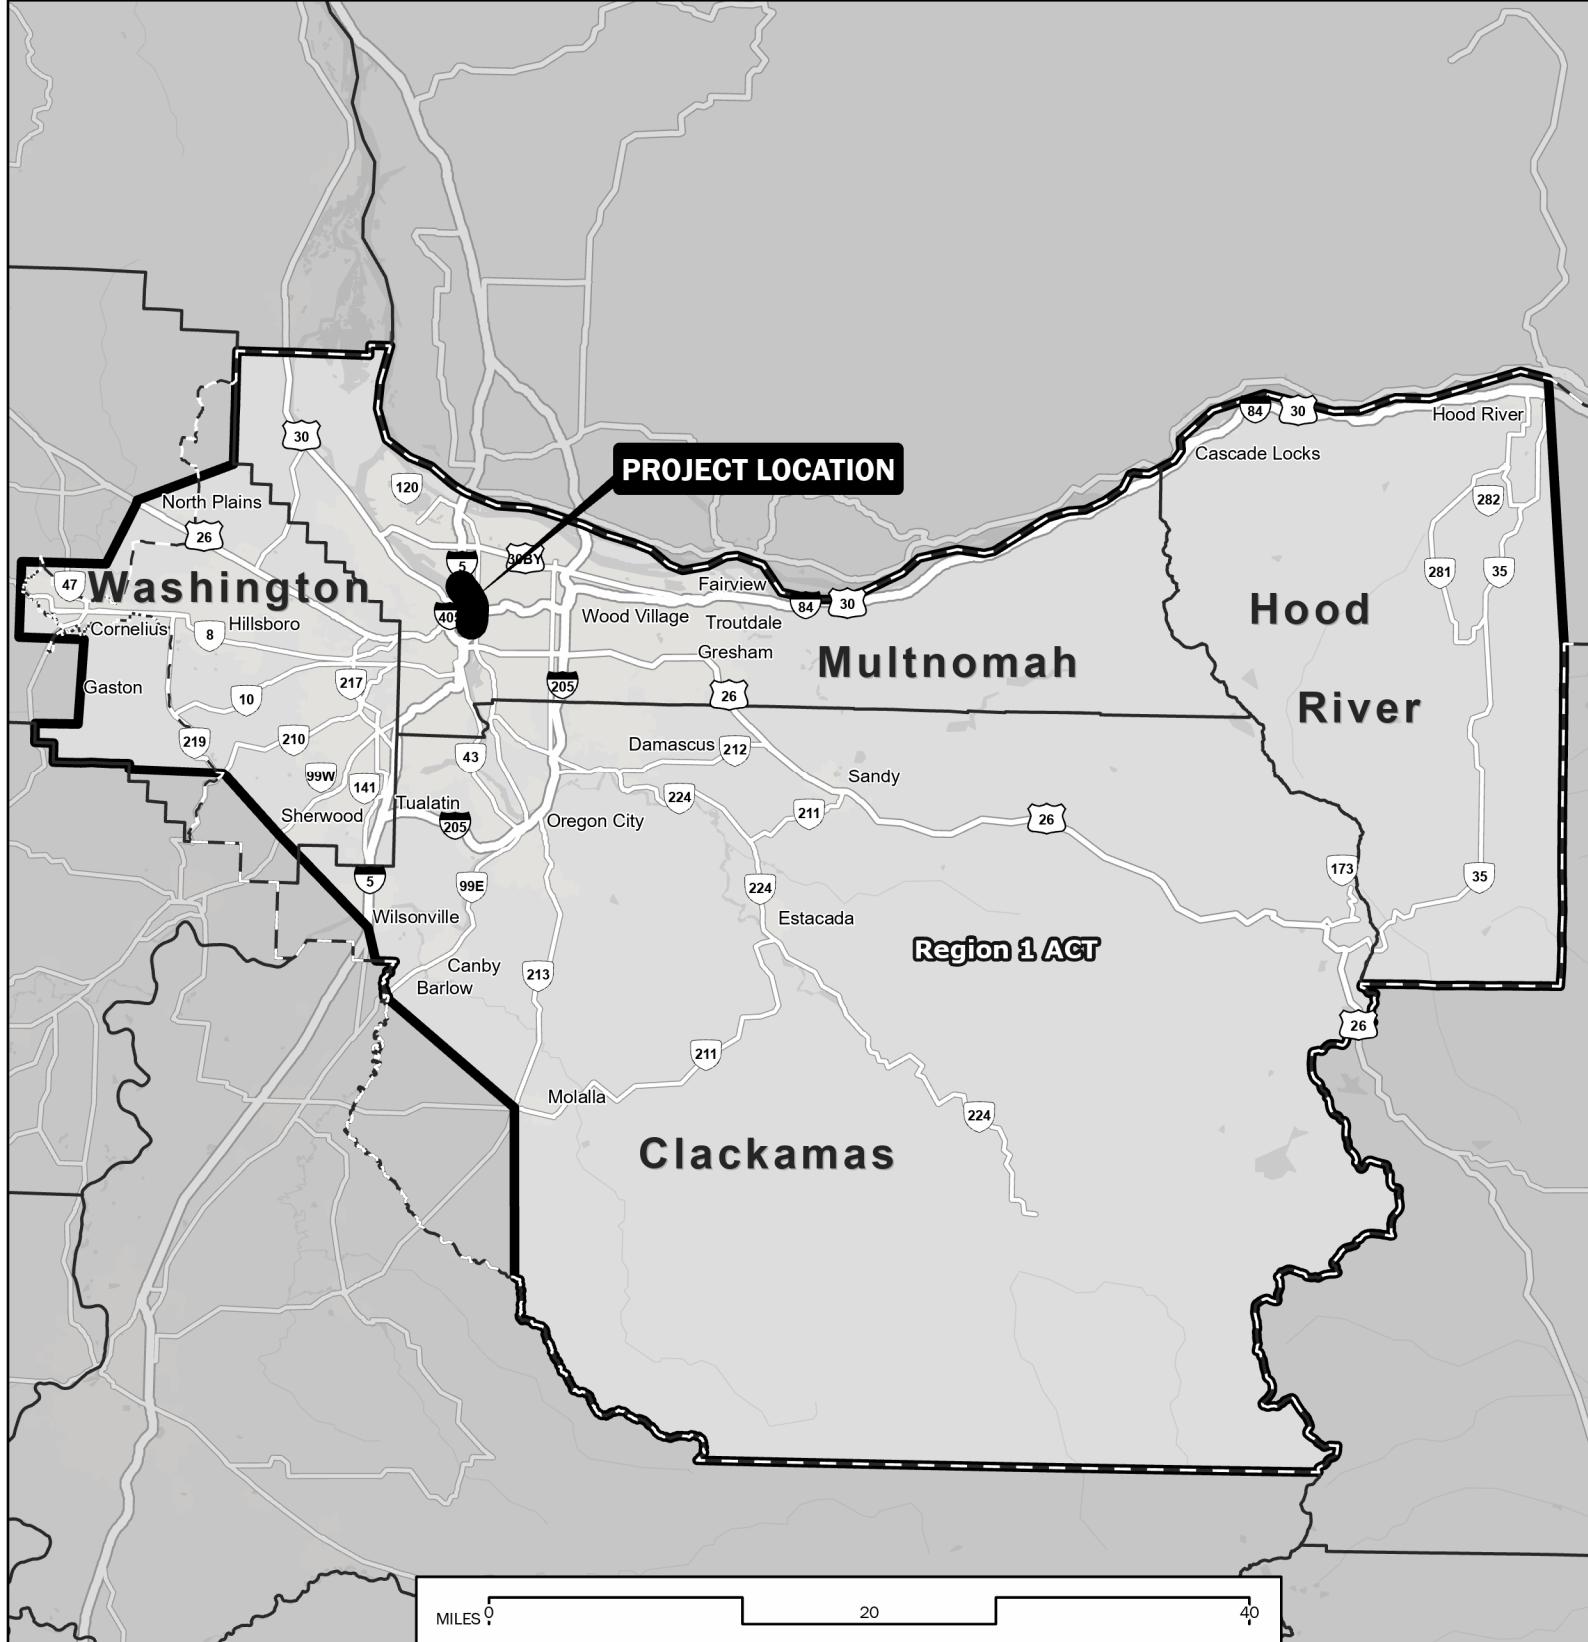 Hood River
84
30
30
Cascade Locks
PROJECT LOCATION
120
North Plains
282
26
5
30BY
47
Washington
Fairview
281
35
405
84
30
Wood Village
Hood
Cornelius
8
Hillsboro
Troutdale
Gresham
Multnomah
Gaston
217
205
26
River
10
219
210
Damascus
212
43
99W
141
Sandy
224
Tualatin
211
Sherwood
205
Oregon City
26
5
99E
224
173
35
Wilsonville
Estacada
Region 1 ACT
Canby
213
Barlow
26
211
Molalla
224
Clackamas
MILES 0 20 40